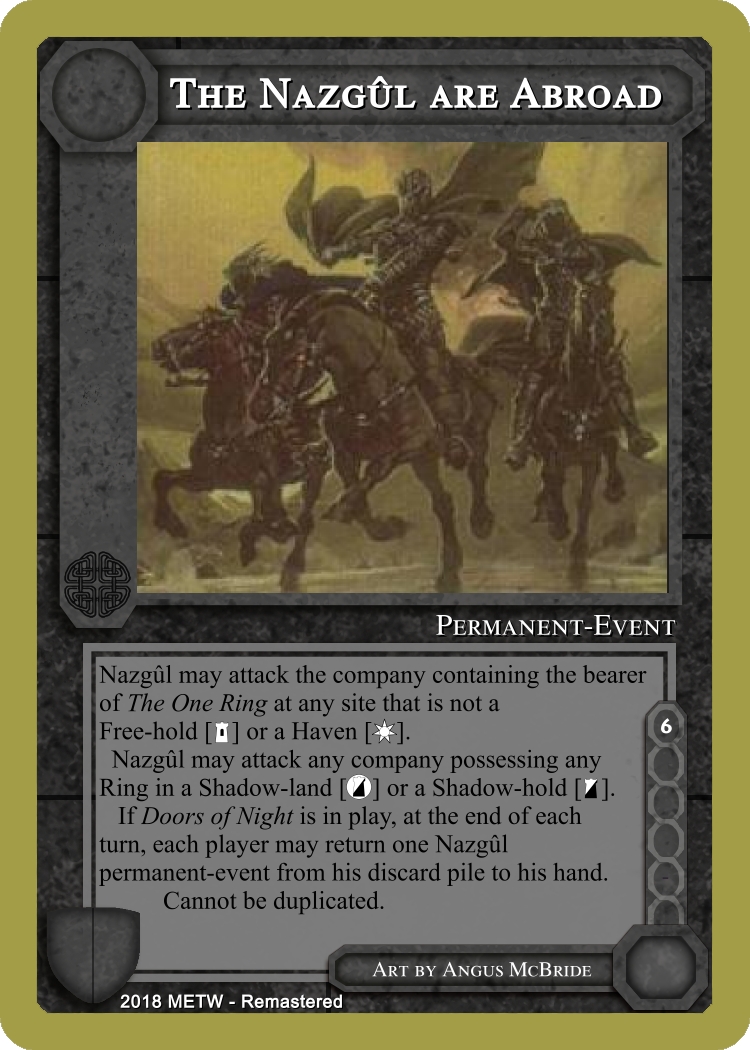 The Nazgûl are Abroad
Permanent-Event
Nazgûl may attack the company containing the bearer
of The One Ring at any site that is not a
Free-hold [] or a Haven [].
Nazgûl may attack any company possessing any
Ring in a Shadow-land [] or a Shadow-hold [].
If Doors of Night is in play, at the end of each
turn, each player may return one Nazgûl
permanent-event from his discard pile to his hand.
Cannot be duplicated.
6
Art by Angus McBride
2018 METW - Remastered